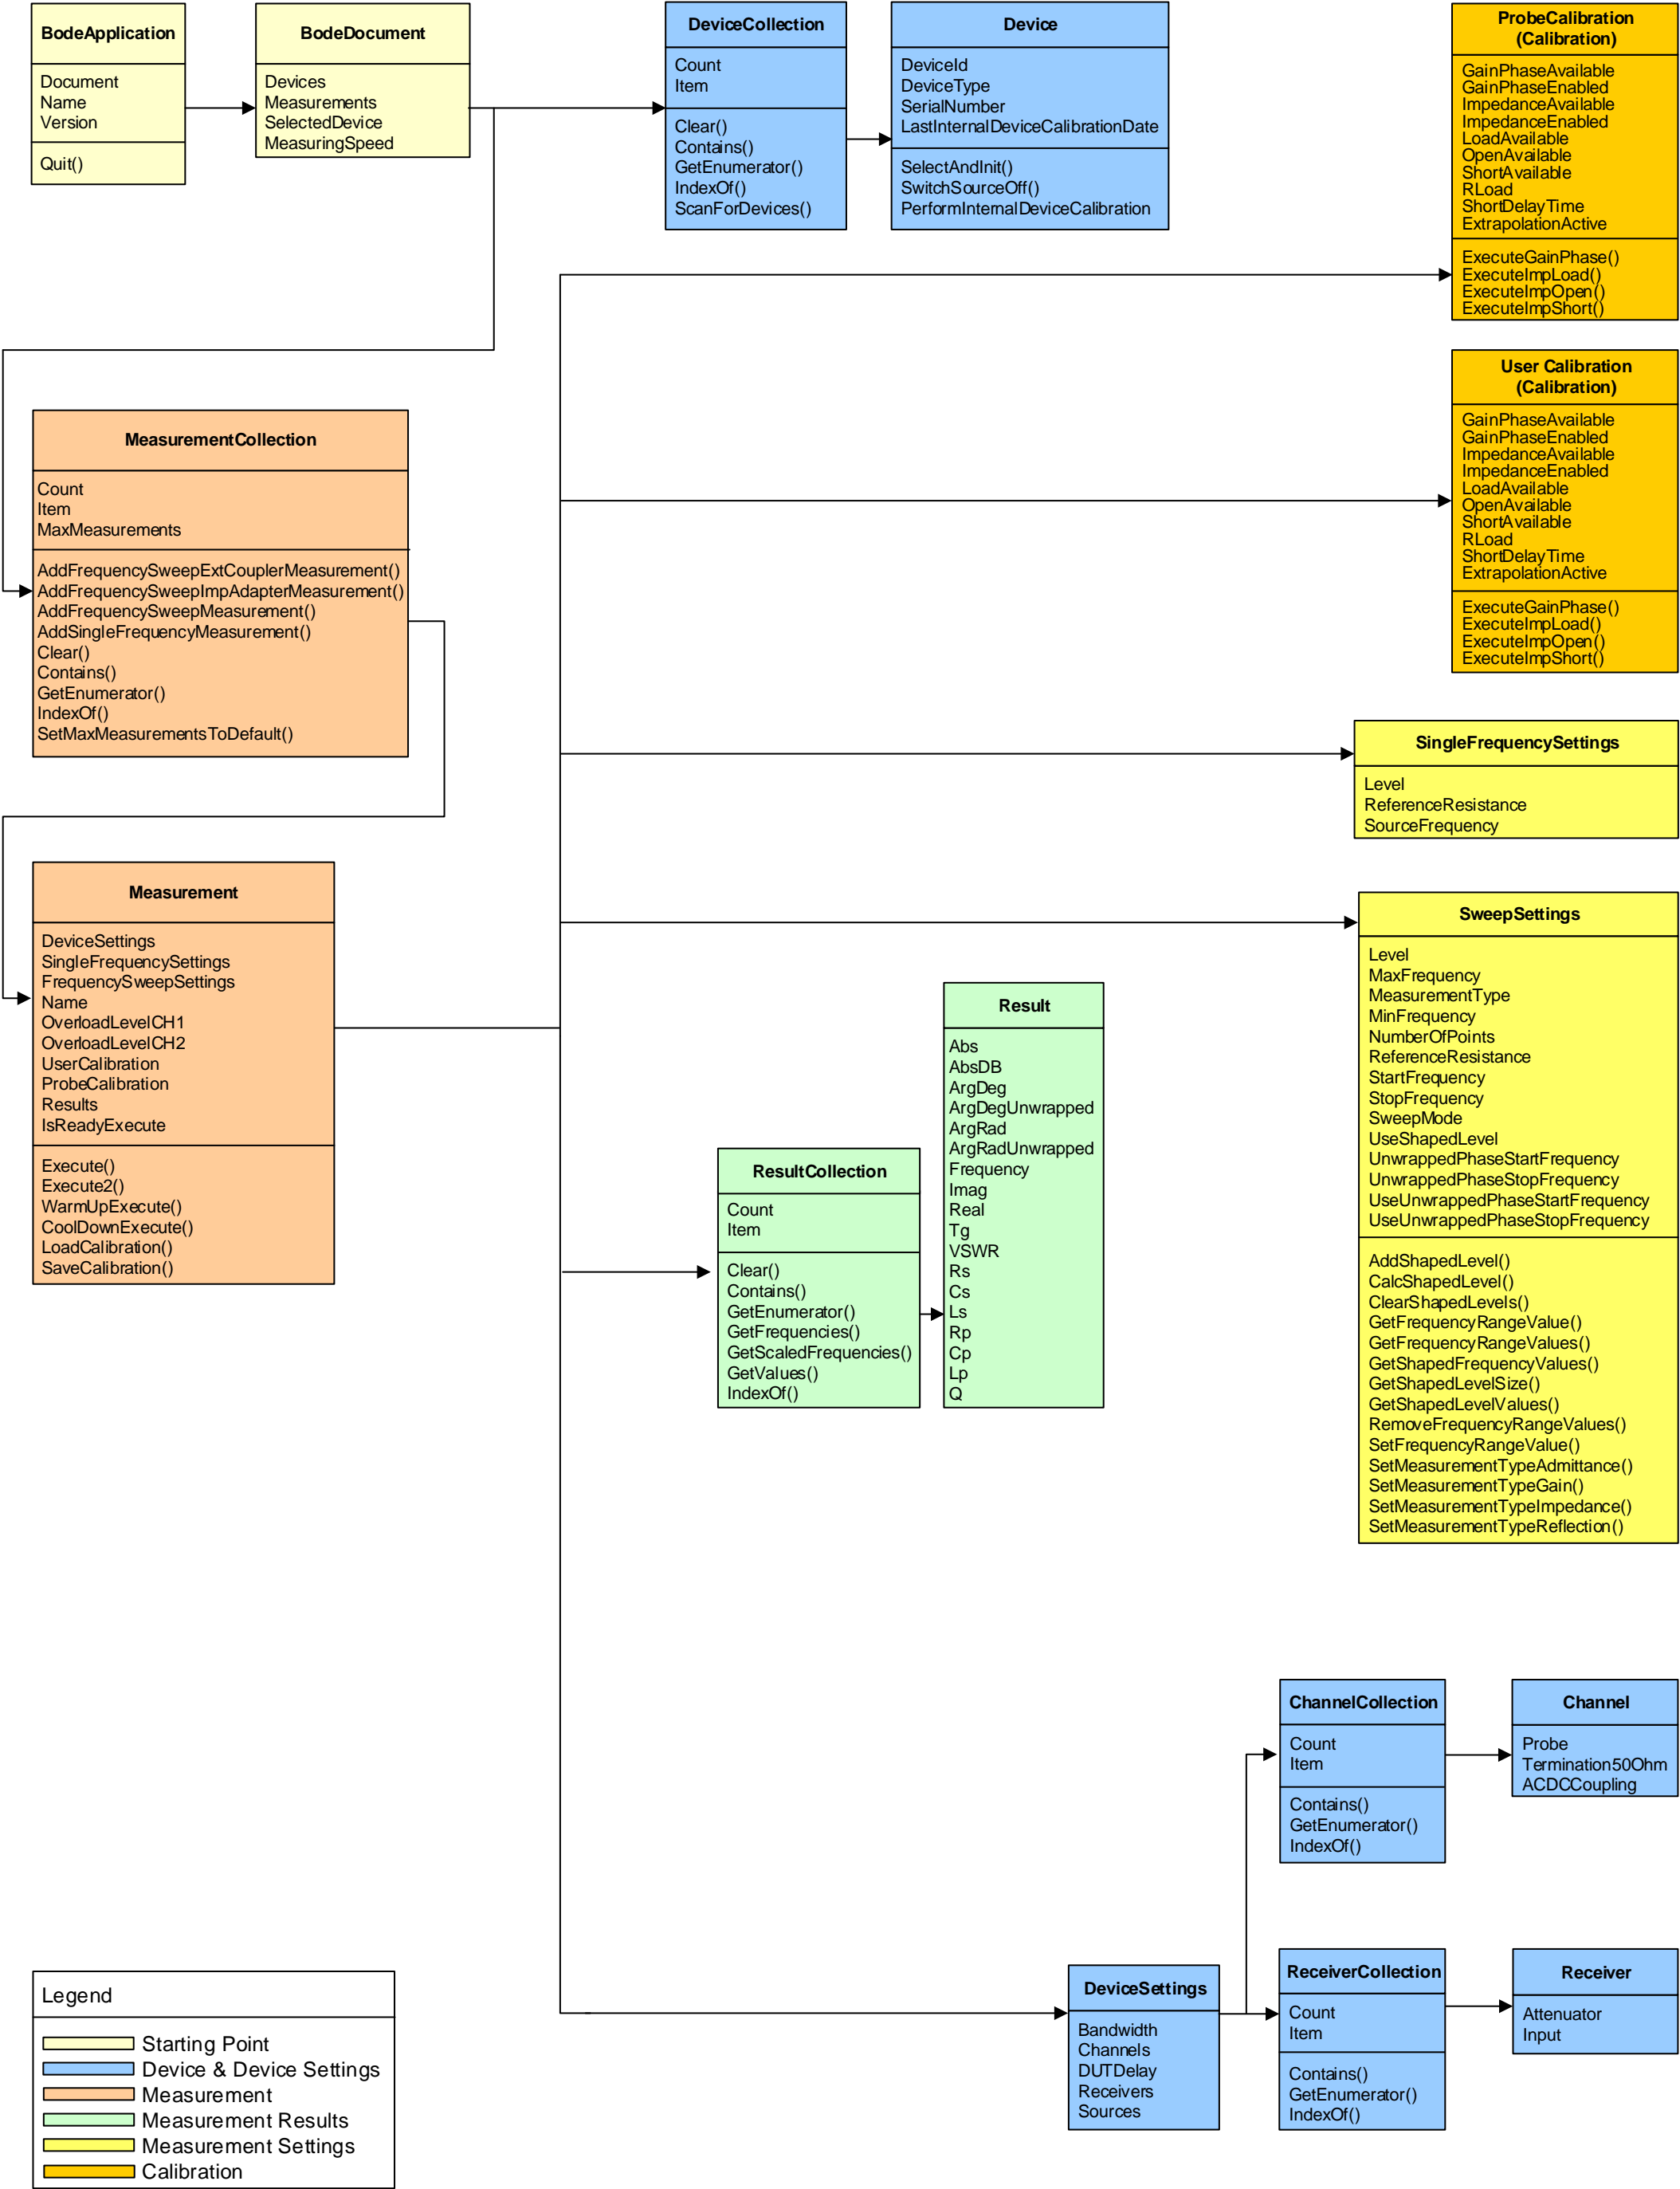 BodeApplication
Document
Name
Version
Quit()
BodeDocument
Devices
Measurements
SelectedDevice
MeasuringSpeed
DeviceCollection
Count
Item
Clear()
Contains()
GetEnumerator()
IndexOf()
ScanForDevices()
Device
DeviceId
DeviceType
SerialNumber
LastInternalDeviceCalibrationDate
SelectAndInit()
SwitchSourceOff()
PerformInternalDeviceCalibration
ProbeCalibration
(Calibration)
GainPhaseAvailable
GainPhaseEnabled
ImpedanceAvailable
ImpedanceEnabled
LoadAvailable
OpenAvailable
ShortAvailable
RLoad
ShortDelayTime
ExtrapolationActive
ExecuteGainPhase()
ExecuteImpLoad()
ExecuteImpOpen()
ExecuteImpShort()
User Calibration
(Calibration)
GainPhaseAvailable
GainPhaseEnabled
ImpedanceAvailable
ImpedanceEnabled
LoadAvailable
OpenAvailable
ShortAvailable
RLoad
ShortDelayTime
ExtrapolationActive
ExecuteGainPhase()
ExecuteImpLoad()
ExecuteImpOpen()
ExecuteImpShort()
MeasurementCollection
Count
Item
MaxMeasurements
AddFrequencySweepExtCouplerMeasurement()
AddFrequencySweepImpAdapterMeasurement()
AddFrequencySweepMeasurement()
AddSingleFrequencyMeasurement()
Clear()
Contains()
GetEnumerator()
IndexOf()
SetMaxMeasurementsToDefault()
SingleFrequencySettings
Level
ReferenceResistance
SourceFrequency
Measurement
DeviceSettings
SingleFrequencySettings
FrequencySweepSettings
Name
OverloadLevelCH1
OverloadLevelCH2
UserCalibration
ProbeCalibration
Results
IsReadyExecute
Execute()
Execute2()
WarmUpExecute()
CoolDownExecute()
LoadCalibration()
SaveCalibration()
SweepSettings
Level
MaxFrequency
MeasurementType
MinFrequency
NumberOfPoints
ReferenceResistance
StartFrequency
StopFrequency
SweepMode
UseShapedLevel
UnwrappedPhaseStartFrequency
UnwrappedPhaseStopFrequency
UseUnwrappedPhaseStartFrequency
UseUnwrappedPhaseStopFrequency
AddShapedLevel()
CalcShapedLevel()
ClearShapedLevels()
GetFrequencyRangeValue()
GetFrequencyRangeValues()
GetShapedFrequencyValues()
GetShapedLevelSize()
GetShapedLevelValues()
RemoveFrequencyRangeValues()
SetFrequencyRangeValue()
SetMeasurementTypeAdmittance()
SetMeasurementTypeGain()
SetMeasurementTypeImpedance()
SetMeasurementTypeReflection()
ResultCollection
Count
Item
Clear()
Contains()
GetEnumerator()
GetFrequencies()
GetScaledFrequencies()
GetValues()
IndexOf()
Result
Abs
AbsDB
ArgDeg
ArgDegUnwrapped
ArgRad
ArgRadUnwrapped
Frequency
Imag
Real
Tg
VSWR
Rs
Cs
Ls
Rp
Cp
Lp
Q
ChannelCollection
Count
Item
Contains()
GetEnumerator()
IndexOf()
Channel
Probe
Termination50Ohm
ACDCCoupling
DeviceSettings
Bandwidth
Channels
DUTDelay
Receivers
Sources
ReceiverCollection
Count
Item
Contains()
GetEnumerator()
IndexOf()
Receiver
Attenuator
Input
Legend
Starting Point
Device & Device Settings
Measurement
Measurement Results
Measurement Settings
Calibration